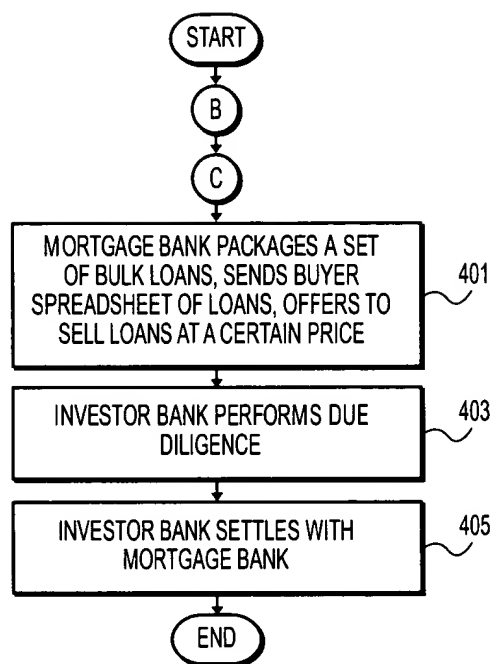 START
B
C
MORTGAGE BANK PACKAGES A SET
OF BULK LOANS, SENDS BUYER
SPREADSHEET OF LOANS, OFFERS TO
SELL LOANS AT A CERTAIN PRICE
401
INVESTOR BANK PERFORMS DUE
DILIGENCE
403
INVESTOR BANK SETTLES WITH
MORTGAGE BANK
405
END